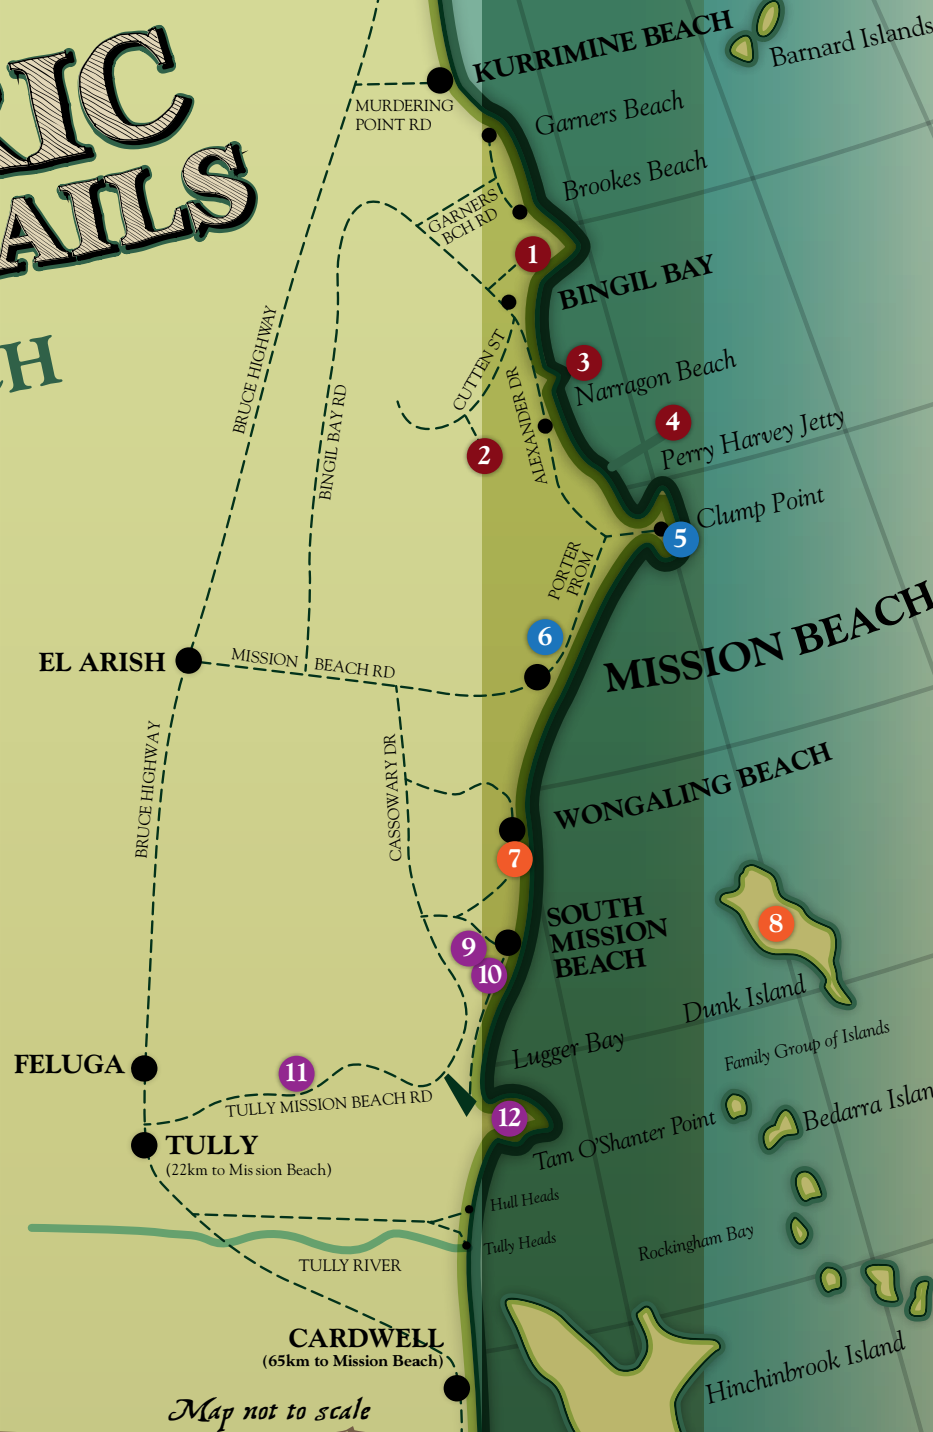 RIC
AILS
CH
KURRIMINE BEACH
Barnard Islands
MURDERING
POINT RD
Garners Beach
Brookes Beach
GARNERS
BCH RD
1
BINGIL BAY
BRUCE HIGHWAY
CUTTEN ST
3
Narragon Beach
BINGIL BAY RD
ALEXANDER DR
4
Perry Harvey Jetty
2
Clump Point
5
PORTER
PROM
6
MISSION BEACH
EL ARISH
MISSION BEACH RD
BRUCE HIGHWAY
CASSOWARY DR
WONGALING BEACH
7
SOUTH
MISSION
BEACH
8
9
10
Dunk Island
Lugger Bay
Family Group of Islands
FELUGA
11
TULLY MISSION BEACH RD
12
Bedarra Islan
Tam O'Shanter Point
TULLY
(22km to Mission Beach)
Hull Heads
Tully Heads
Rockingham Bay
TULLY RIVER
CARDWELL
(65km to Mission Beach)
Hinchinbrook Island
Map not to scale